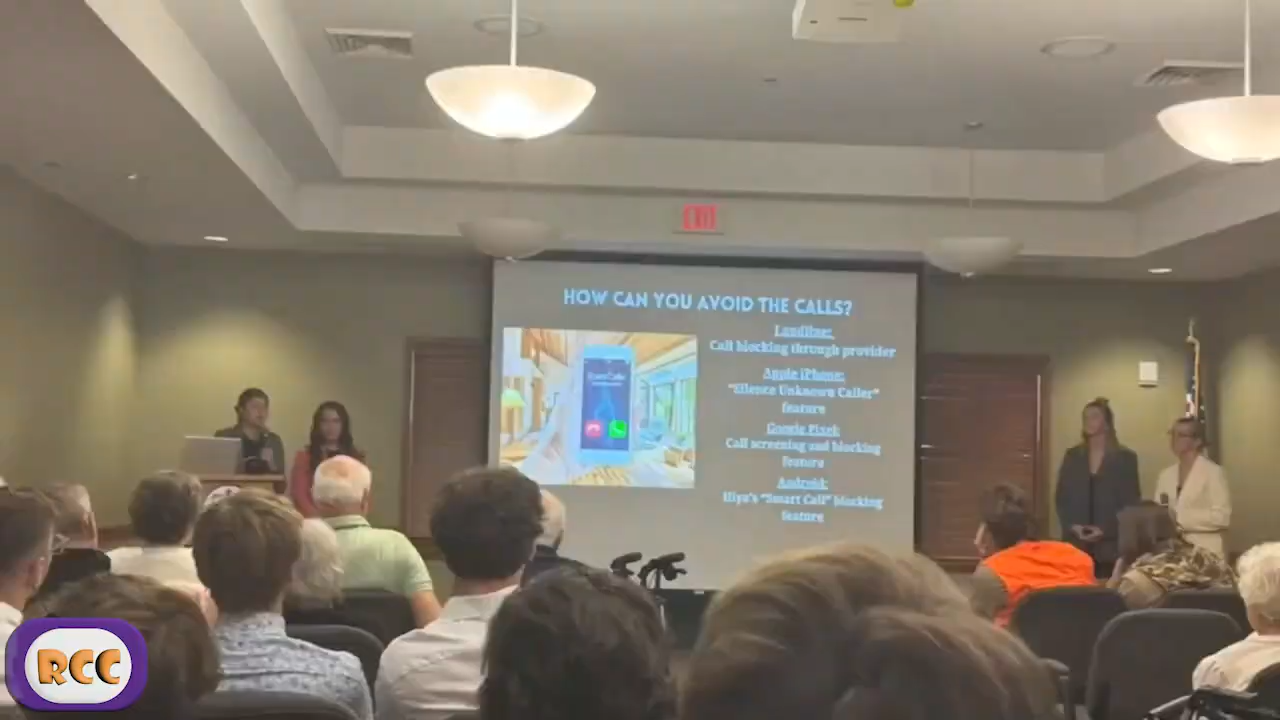 EXIT
HOW CAN YOU AVOID THE CALLS?
Landline:
Call blocking through provider
Apple iPhone:
"Silence Unknown Caller"
feature
Google Pixel:
Call screening and blocking
feature
Android:
Hiya's "Smart Call" blocking
feature
RCC